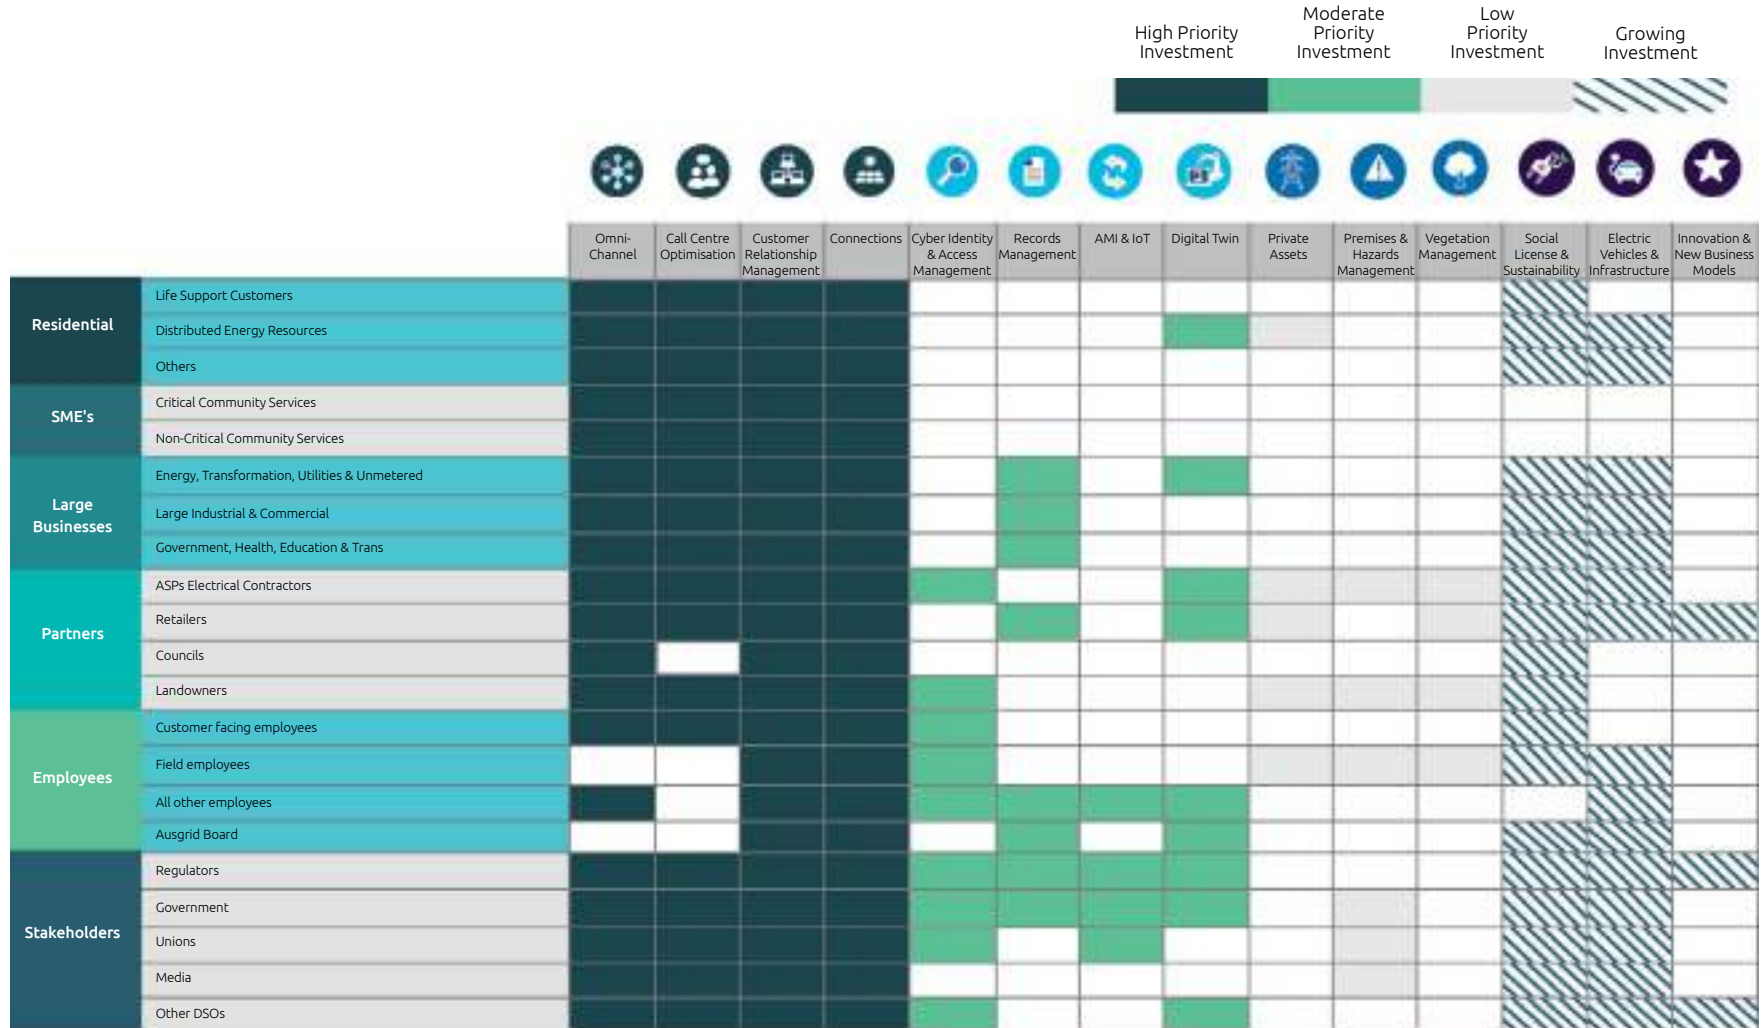 High Priority
Investment
Moderate
Priority
Investment
Low
Priority
Investment
Growing
Investment
Omni-
Channel
Call Centre
Optimisation
Customer
Relationship
Management
Connections
Cyber Identity
& Access
Management
Records
Management
AMI & IoT
Digital Twin
Private
Assets
Premises &
Hazards
Management
Vegetation
Management
Social
License &
Sustainability
Electric
Vehicles &
Infrastructure
Innovation &
New Business
Models
Residential
Life Support Customers
Distributed Energy Resources
Others
SME's
Critical Community Services
Non-Critical Community Services
Large
Businesses
Energy, Transformation, Utilities & Unmetered
Large Industrial & Commercial
Government, Health, Education & Trans
Partners
ASPs Electrical Contractors
Retailers
Councils
Landowners
Employees
Customer facing employees
Field employees
All other employees
Ausgrid Board
Stakeholders
Regulators
Government
Unions
Media
Other DSOs